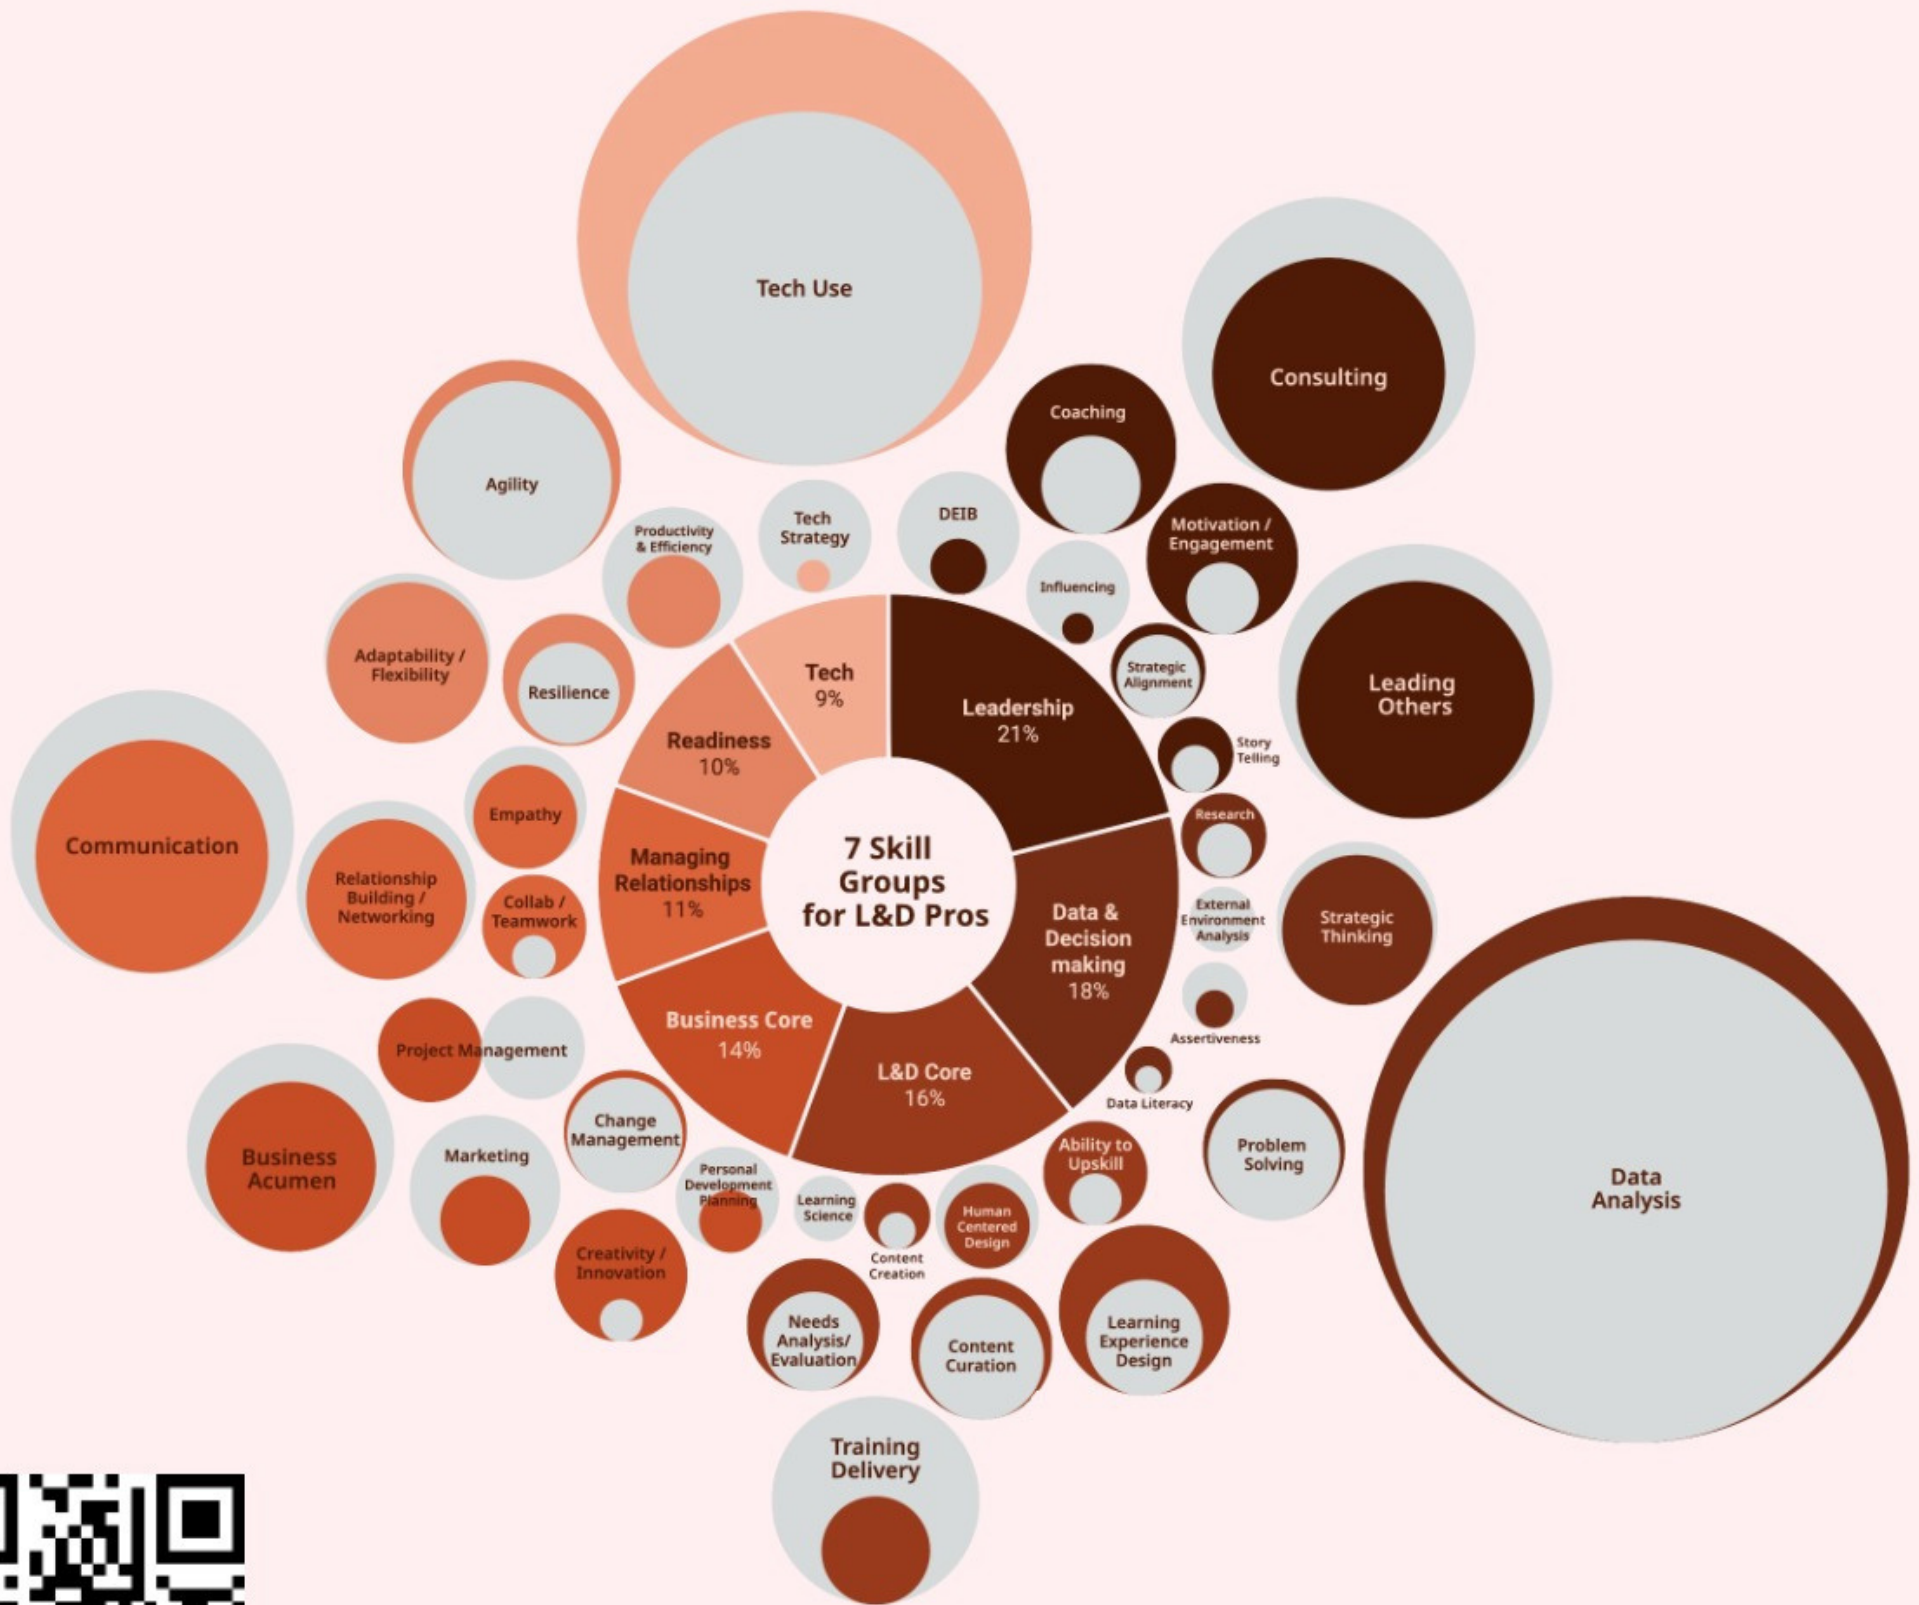 Tech Use
Consulting
Coaching
Agility
DEIB
Tech
Strategy
Productivity
& Efficiency
Motivation /
Engagement
Influencing
Adaptability /
Flexibility
Resilience
Strategic
Alignment
Leading
Others
Story
Telling
Tech
9%
Leadership
21%
Readiness
10%
Managing
Relationships
11%
7 Skill
Groups
for L&D Pros
Data &
Decision
making
18%
Business Core
14%
L&D Core
16%
Communication
Empathy
Relationship
Building /
Networking
Collab /
Teamwork
Research
External
Environment
Analysis
Strategic
Thinking
Assertiveness
Data Literacy
Problem
Solving
Data
Analysis
Project Management
Business
Acumen
Marketing
Change
Management
Creativity /
Innovation
Personal
Development
Planning
Learning
Science
Content
Creation
Human
Centered
Design
Ability to
Upskill
Needs
Analysis/
Evaluation
Content
Curation
Learning
Experience
Design
Training
Delivery